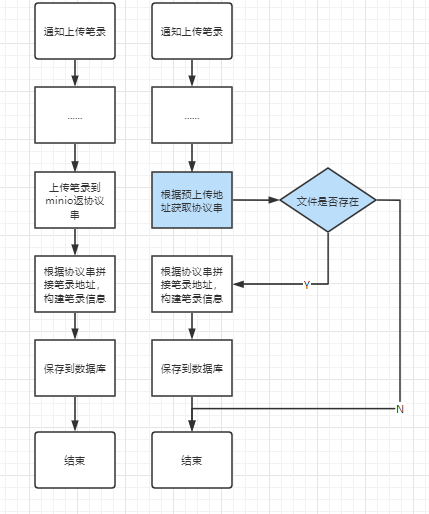 通知上传笔录
......
上传笔录到
minio返协议
串
根据协议串拼
接笔录地址，
构建笔录信息
保存到数据库
结束
通知上传笔录
......
根据预上传地
址获取协议串
文件是否存在
Y
N
根据协议串拼
接笔录地址，
构建笔录信息
保存到数据库
结束